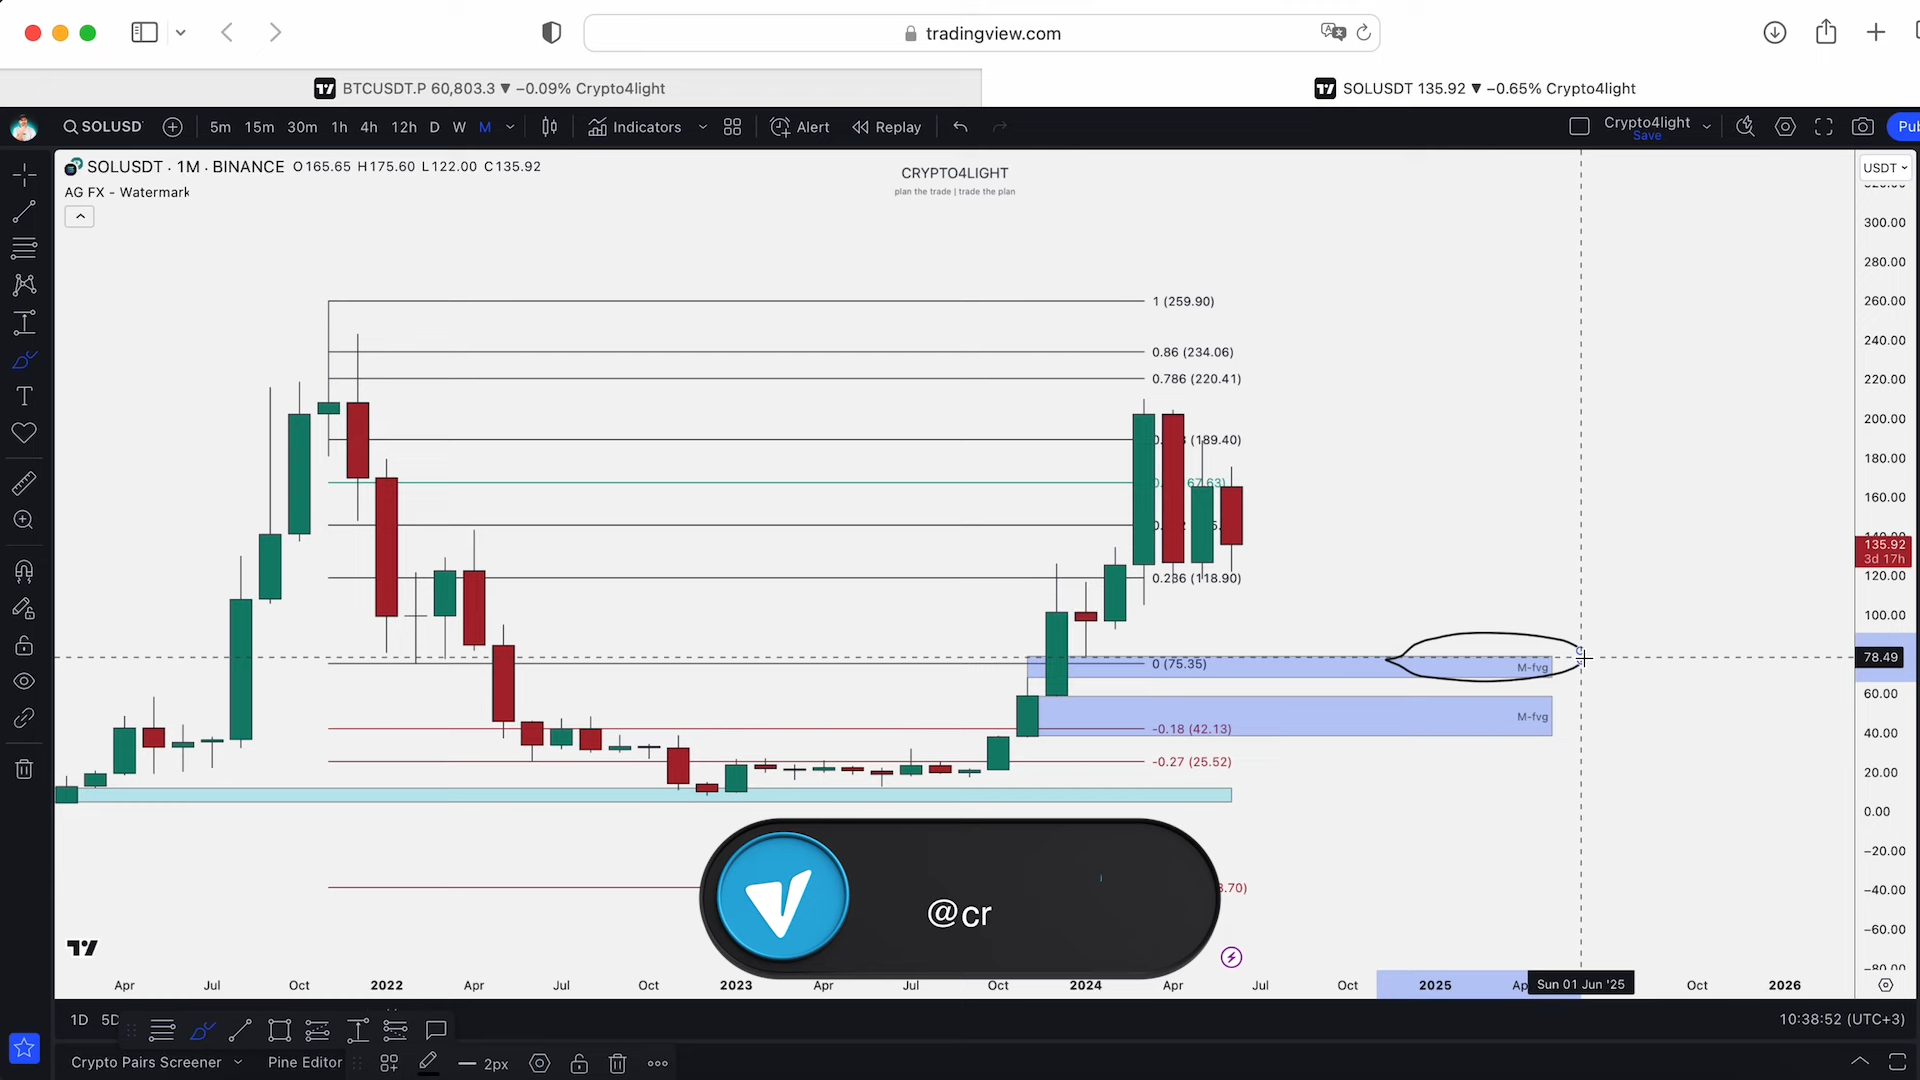 tradingview.com
BTCUSDT.P 60,803.3 ▼ −0.09% Crypto4light
SOLUSDT 135.92 ▼ −0.65% Crypto4light
SOLUSD
5m 15m 30m 1h 4h 12h D W M
Indicators
Alert
Replay
Crypto4light
Save
Pu
SOLUSDT · 1M · BINANCE O165.65 H175.60 L122.00 C135.92
AG FX - Watermark
CRYPTO4LIGHT
plan the trade | trade the plan
USDT
300.00
280.00
260.00
240.00
220.00
200.00
180.00
160.00
135.92
3d 17h
120.00
100.00
78.49
60.00
40.00
20.00
0.00
−20.00
−40.00
−60.00
1 (259.90)
0.86 (234.06)
0.786 (220.41)
(189.40)
67.63)
0.236 (118.90)
0 (75.35)
M-fvg
M-fvg
-0.18 (42.13)
-0.27 (25.52)
3.70)
@cr
Apr Jul Oct 2022 Apr Jul Oct 2023 Apr Jul Oct 2024 Apr Jul Oct 2025 Ap Sun 01 Jun '25 Oct 2026
1D 5D
10:38:52 (UTC+3)
Crypto Pairs Screener
Pine Editor
2px